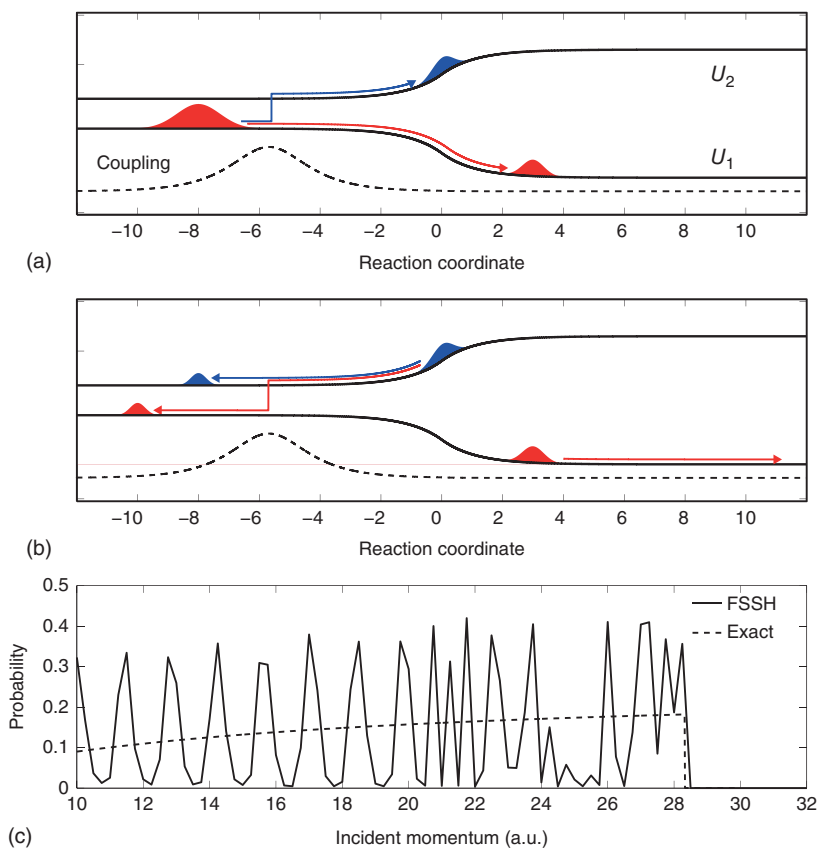 U₂
U₁
Coupling
−10 −8 −6 −4 −2 0 2 4 6 8 10
(a)
Reaction coordinate
−10 −8 −6 −4 −2 0 2 4 6 8 10
(b)
Reaction coordinate
0.5
0.4
0.3
0.2
0.1
0
Probability
FSSH
Exact
10 12 14 16 18 20 22 24 26 28 30 32
(c)
Incident momentum (a.u.)